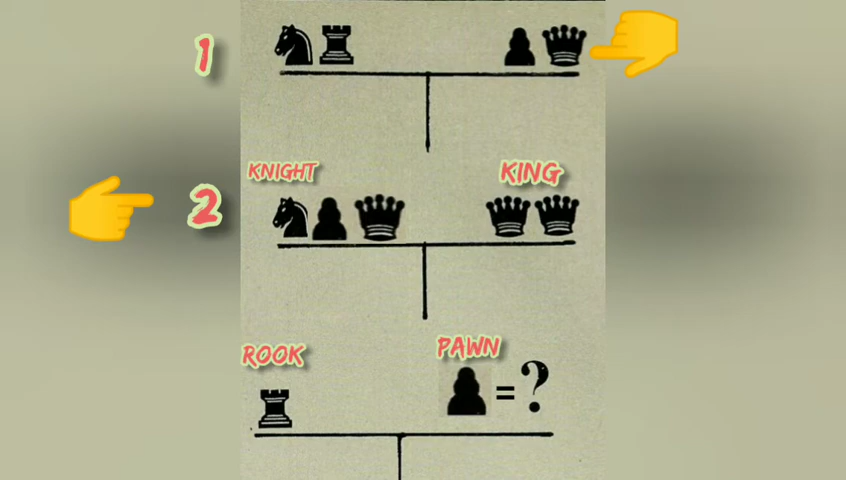 1
KNIGHT
KING
2
ROOK
PAWN
= ?